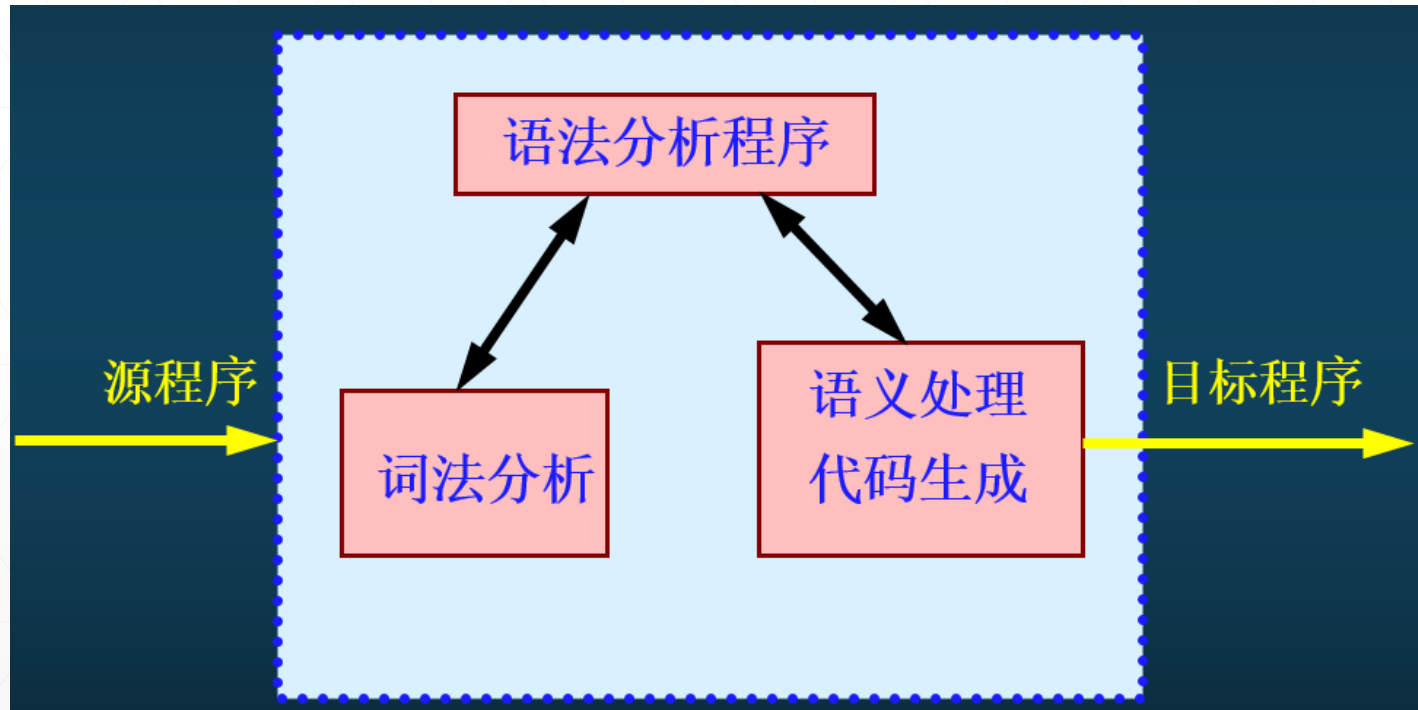 语法分析程序
源程序
词法分析
语义处理
代码生成
目标程序